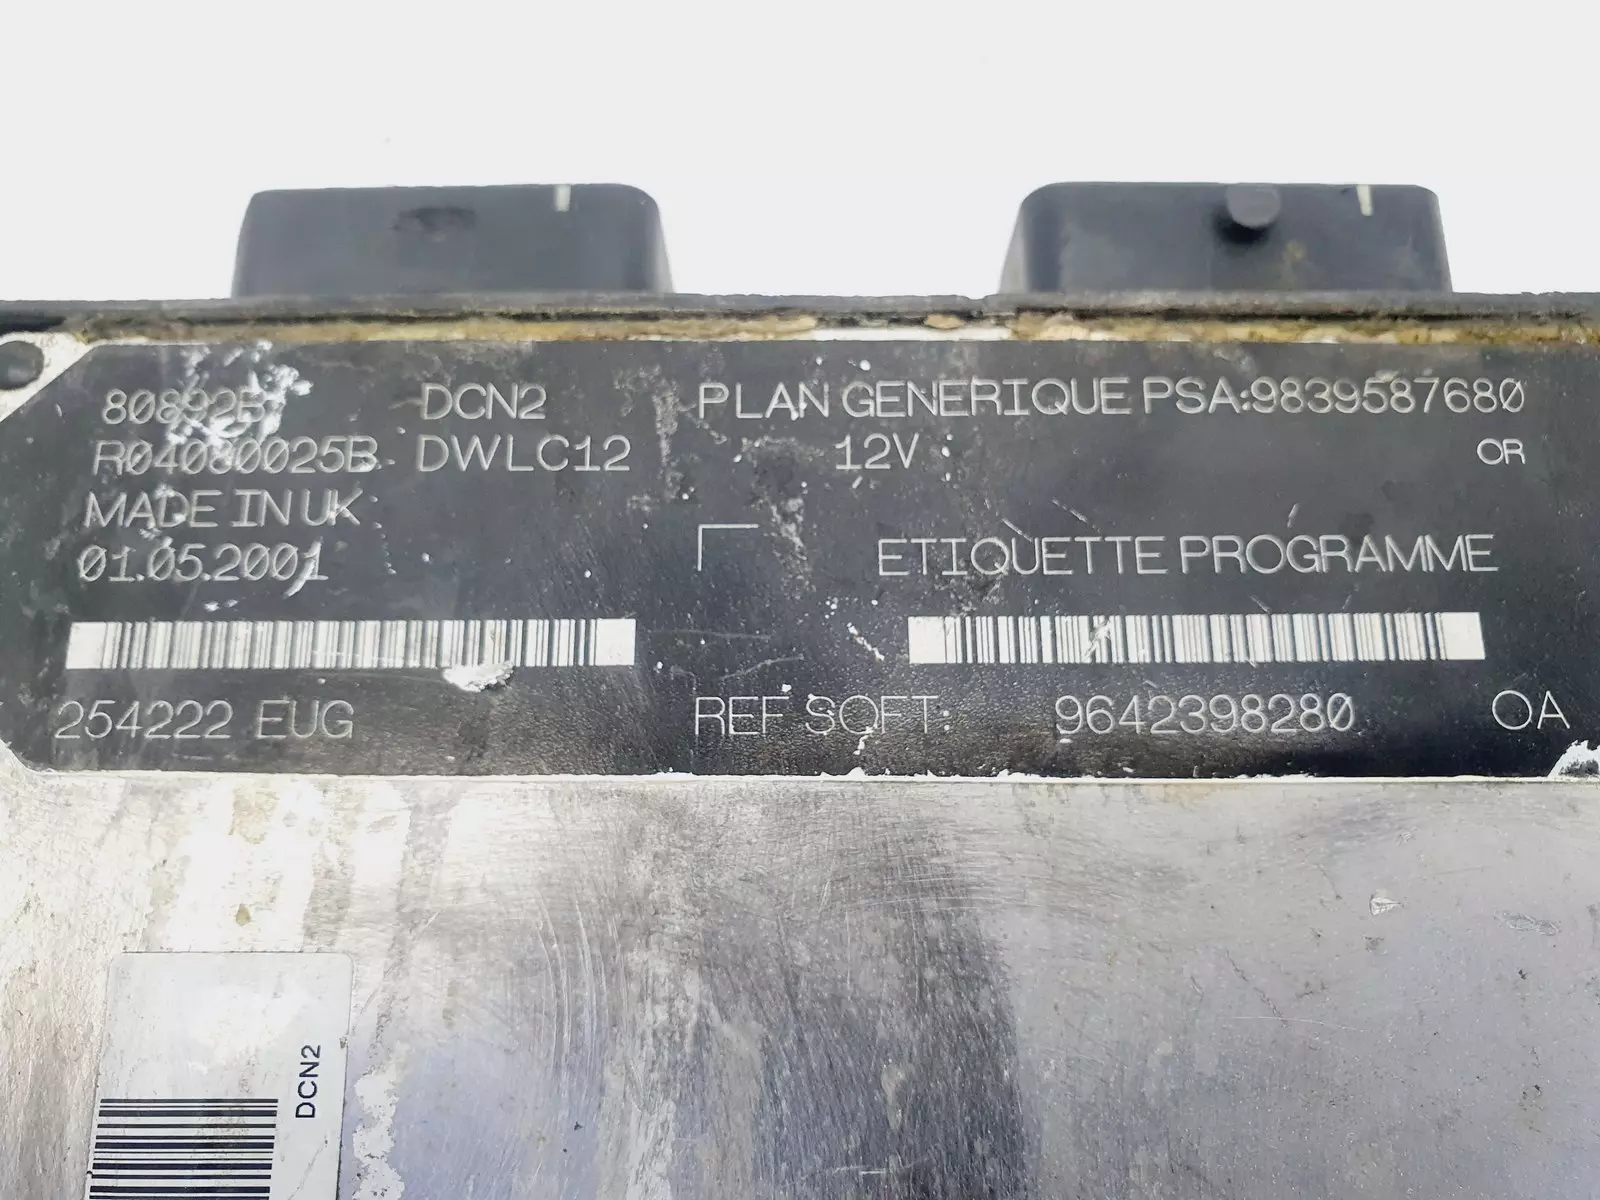 80892B DCN2 PLAN GENERIQUE PSA:9839587680
R04080025B DWLC12 12V OR
MADE IN UK
01.05.2001 ETIQUETTE PROGRAMME
254222 EUG REF SOFT: 9642398280 OA
DCN2